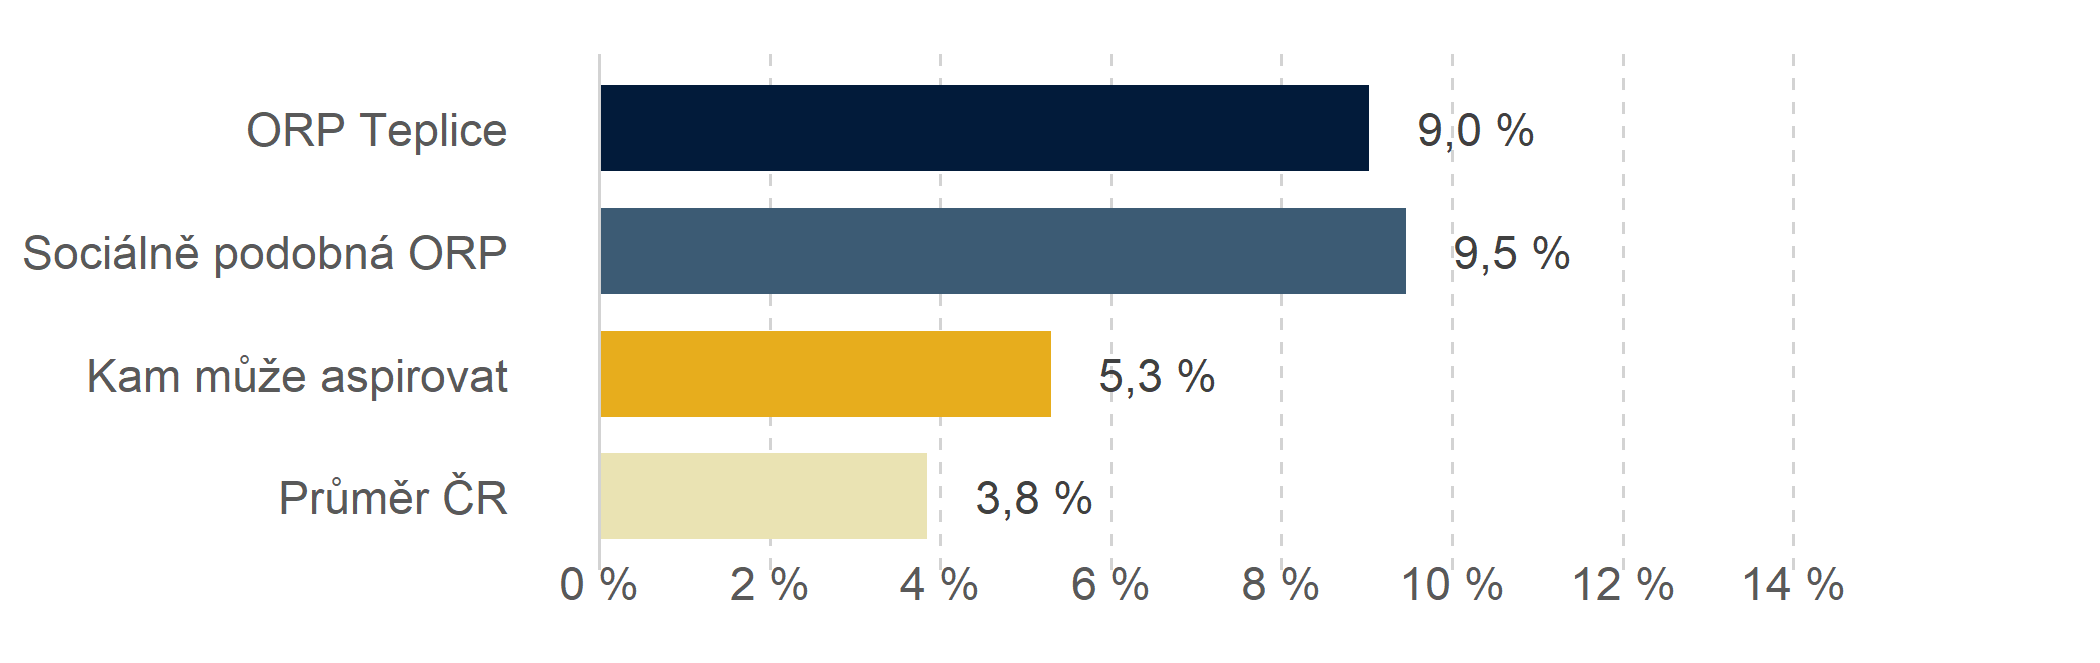 ORP Teplice
9,0 %
Sociálně podobná ORP
9,5 %
Kam může aspirovat
5,3 %
Průměr ČR
3,8 %
0 % 2 % 4 % 6 % 8 % 10 % 12 % 14 %